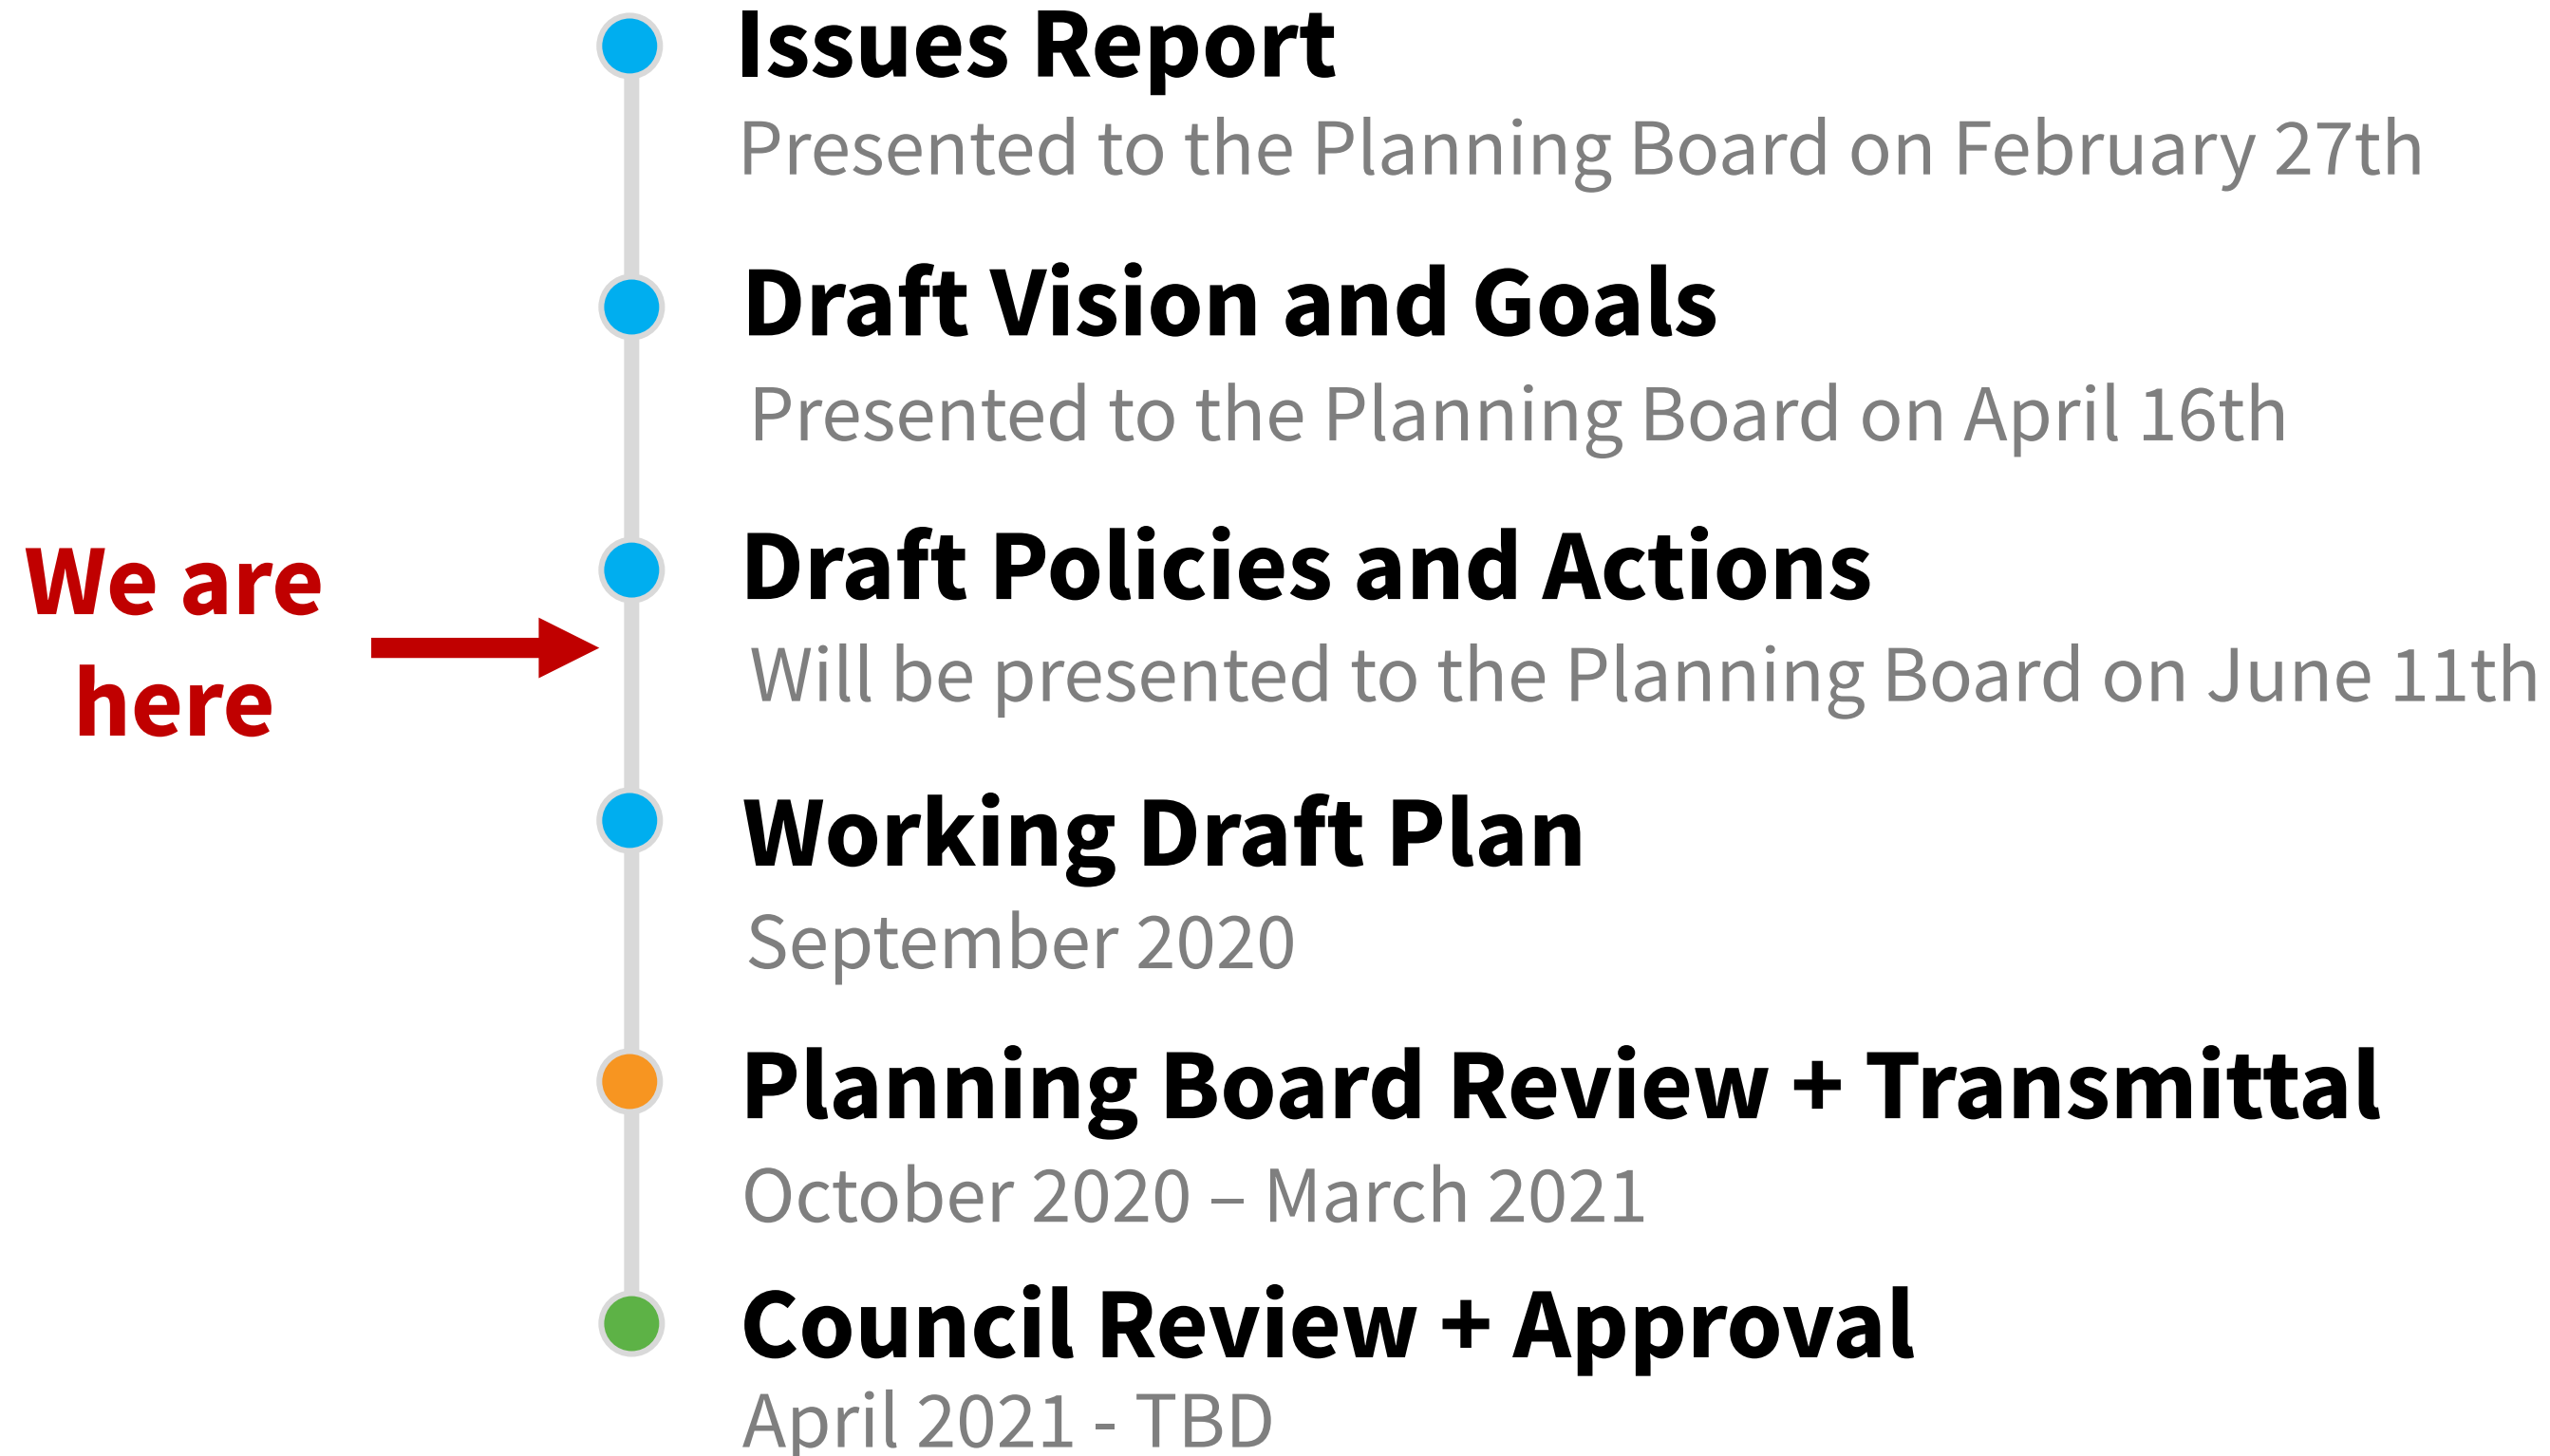 Issues Report
Presented to the Planning Board on February 27th
Draft Vision and Goals
Presented to the Planning Board on April 16th
We are
here
Draft Policies and Actions
Will be presented to the Planning Board on June 11th
Working Draft Plan
September 2020
Planning Board Review + Transmittal
October 2020 – March 2021
Council Review + Approval
April 2021 - TBD